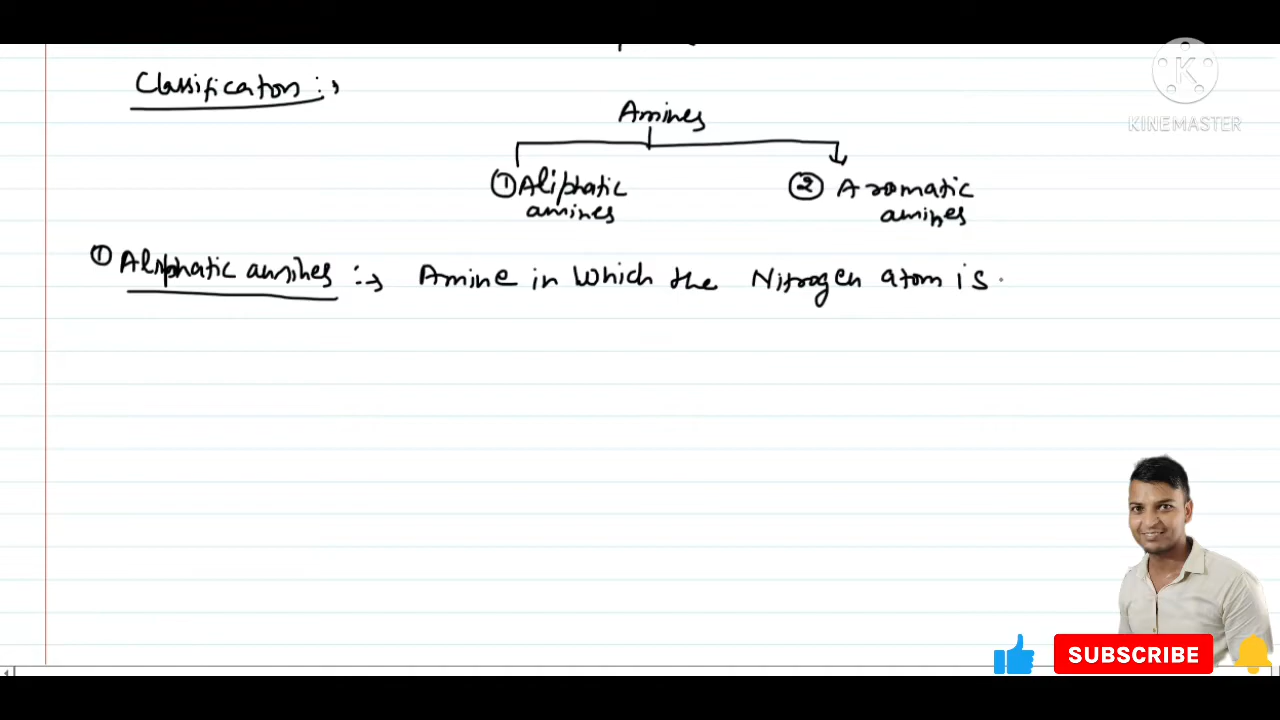 Classification :→
Amines
① Aliphatic amines
② Aromatic amines
① Aliphatic amines :→ Amine in which the Nitrogen atom is
K
KINEMASTER
SUBSCRIBE